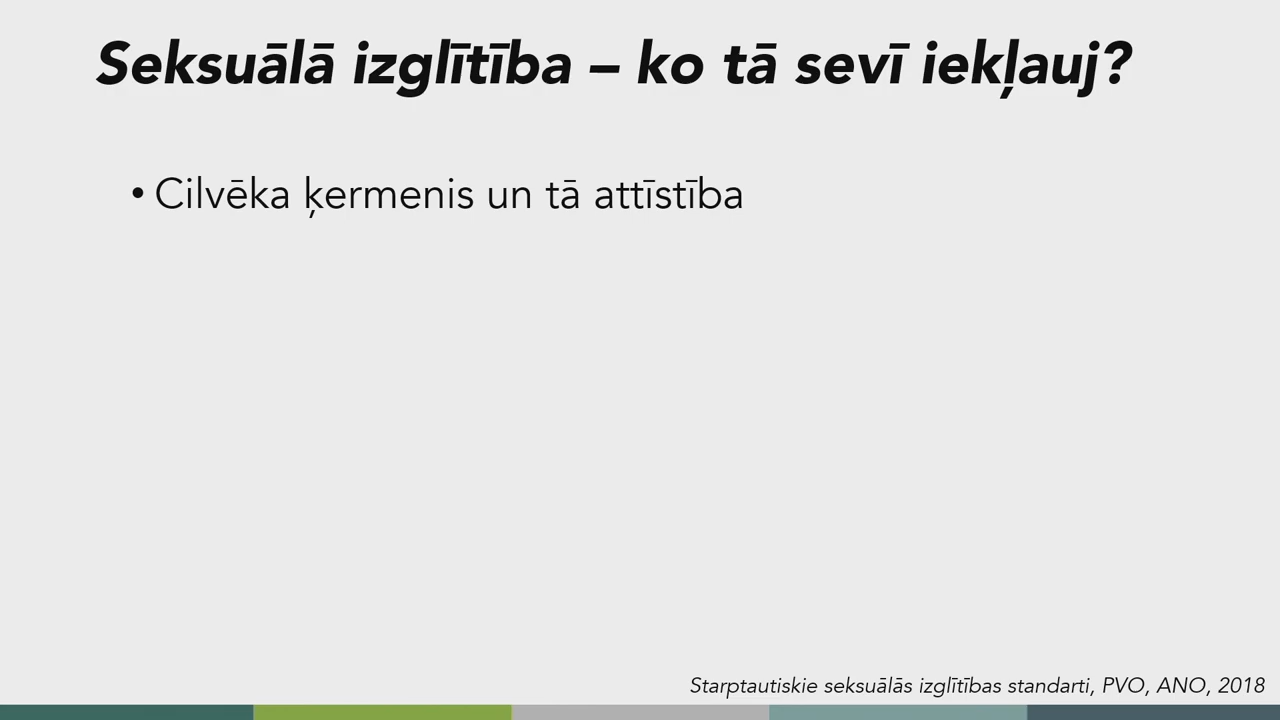 Seksuālā izglītība – ko tā sevī iekļauj?
• Cilvēka ķermenis un tā attīstība
Starptautiskie seksuālās izglītības standarti, PVO, ANO, 2018